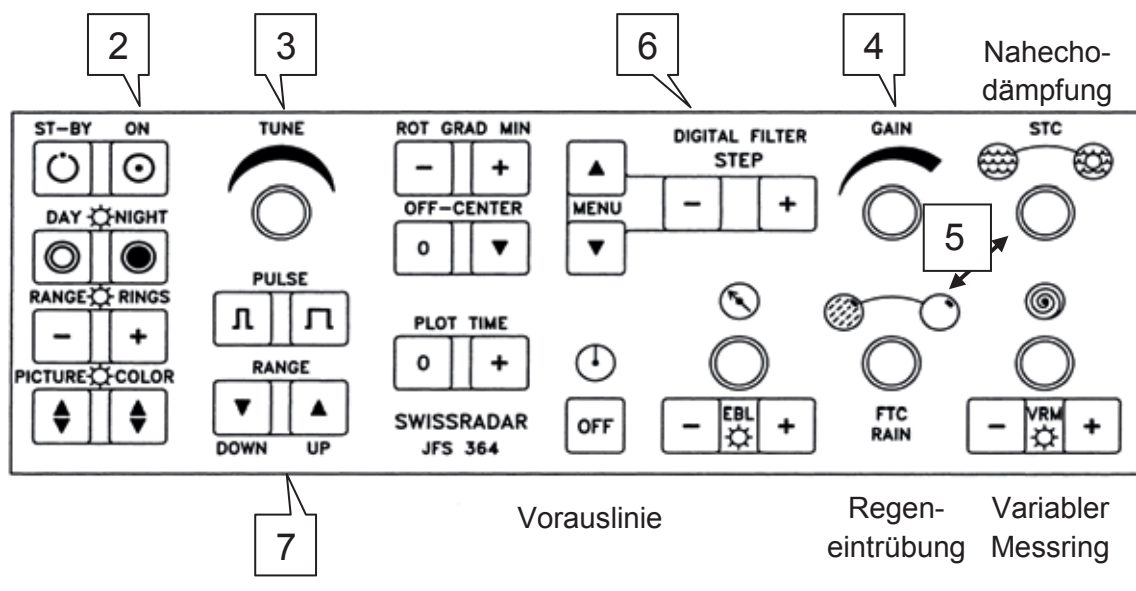 2
3
6
4
Nahecho-
dämpfung
ST-BY ON
TUNE
ROT GRAD MIN
DIGITAL FILTER
STEP
GAIN
STC
- +
- +
DAY NIGHT
OFF-CENTER
MENU
0
5
RANGE RINGS
PULSE
- +
PLOT TIME
0 +
PICTURE COLOR
RANGE
SWISSRADAR
JFS 364
DOWN UP
OFF
- EBL +
FTC
RAIN
- VRM +
7
Vorauslinie
Regen-
eintrübung
Variabler
Messring